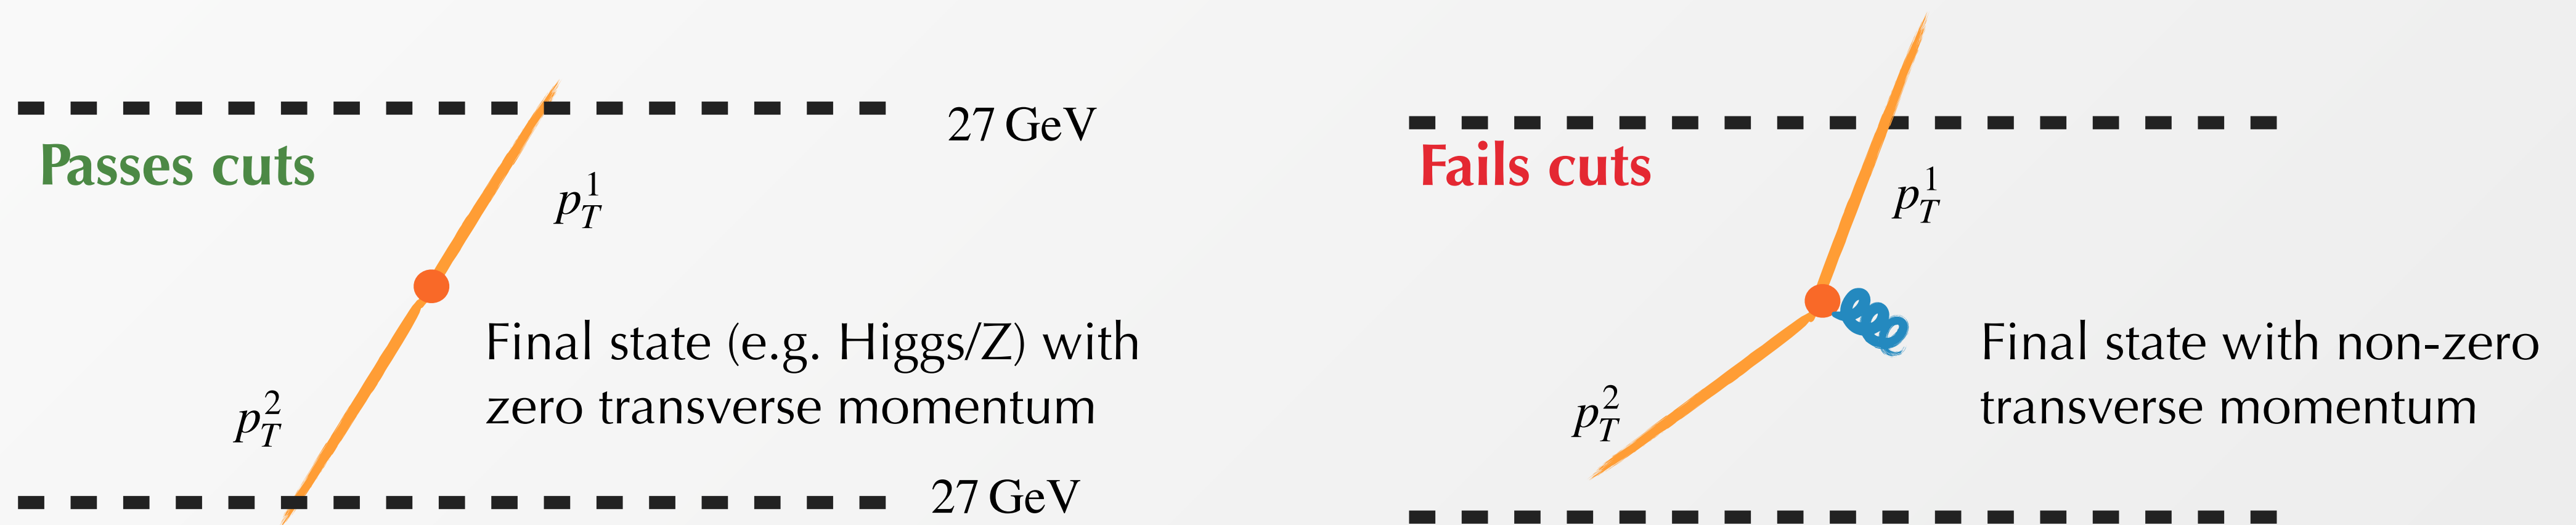 27 GeV
Passes cuts
p_T^1
Final state (e.g. Higgs/Z) with
zero transverse momentum
p_T^2
27 GeV
Fails cuts
p_T^1
Final state with non-zero
transverse momentum
p_T^2